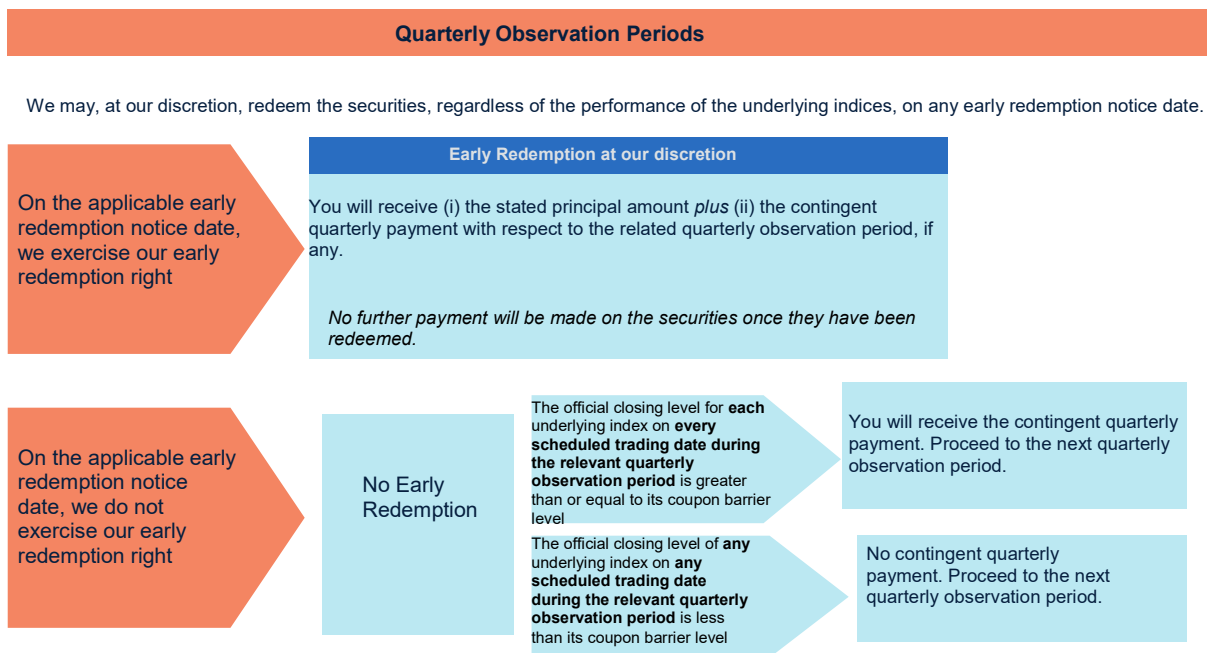 Quarterly Observation Periods
We may, at our discretion, redeem the securities, regardless of the performance of the underlying indices, on any early redemption notice date.
On the applicable early
redemption notice date,
we exercise our early
redemption right
Early Redemption at our discretion
You will receive (i) the stated principal amount plus (ii) the contingent
quarterly payment with respect to the related quarterly observation period, if
any.
No further payment will be made on the securities once they have been
redeemed.
On the applicable early
redemption notice
date, we do not
exercise our early
redemption right
No Early
Redemption
The official closing level for each
underlying index on every
scheduled trading date during
the relevant quarterly
observation period is greater
than or equal to its coupon barrier
level
You will receive the contingent quarterly
payment. Proceed to the next quarterly
observation period.
The official closing level of any
underlying index on any
scheduled trading date
during the relevant quarterly
observation period is less
than its coupon barrier level
No contingent quarterly
payment. Proceed to the next
quarterly observation period.